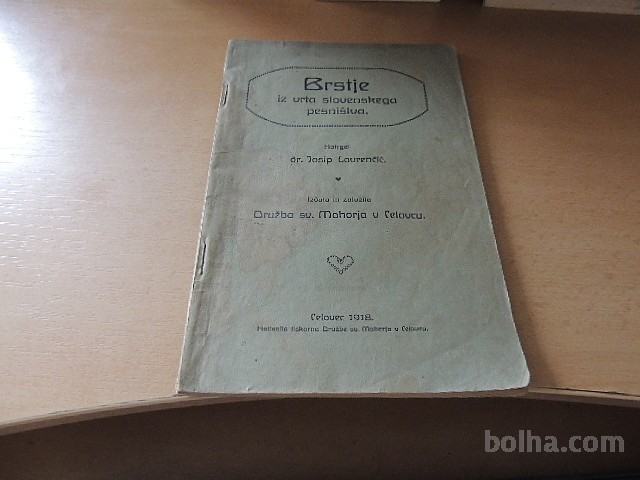 Brstje
iz vrta slovenskega
pesništva.
Natrgal
dr. Josip Lavrenčič.
Izdala in založila
Družba sv. Mohorja v Celovcu.
Celovec 1918.
Natisnila tiskarna Družbe sv. Mohorja v Celovcu.
bolha.com